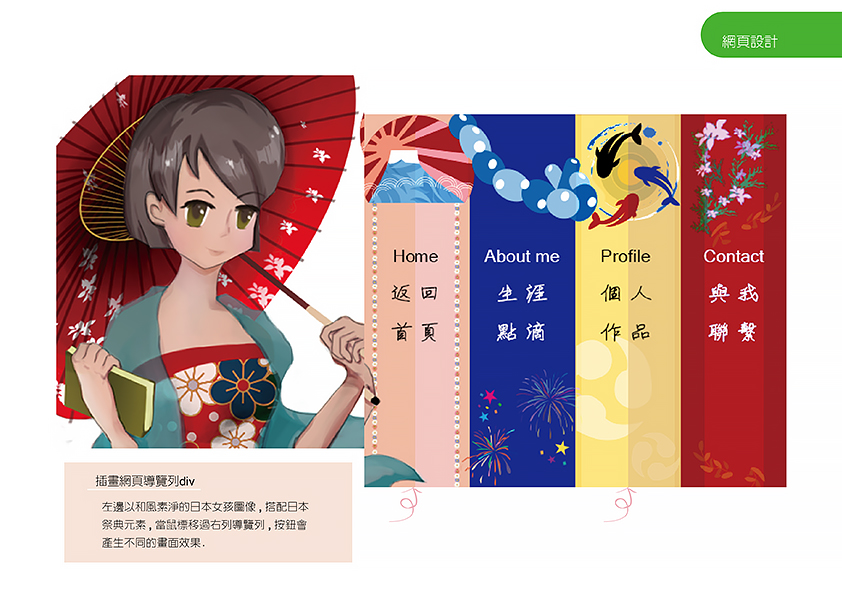 網頁設計
Home
返回
首頁
About me
生涯
點滴
Profile
個人
作品
Contact
與我
聯繫
插畫網頁導覽列div
左邊以和風素淨的日本女孩圖像，搭配日本
祭典元素，當鼠標移過右列導覽列，按鈕會
產生不同的畫面效果.